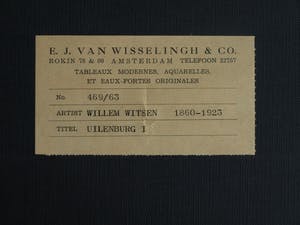 E. J. VAN WISSELINGH & CO.
ROKIN 78 & 80 AMSTERDAM TELEFOON 32757
TABLEAUX MODERNES, AQUARELLES,
ET EAUX-FORTES ORIGINALES
No. 469/63
ARTIST WILLEM WITSEN 1860-1923
TITEL UILENBURG I